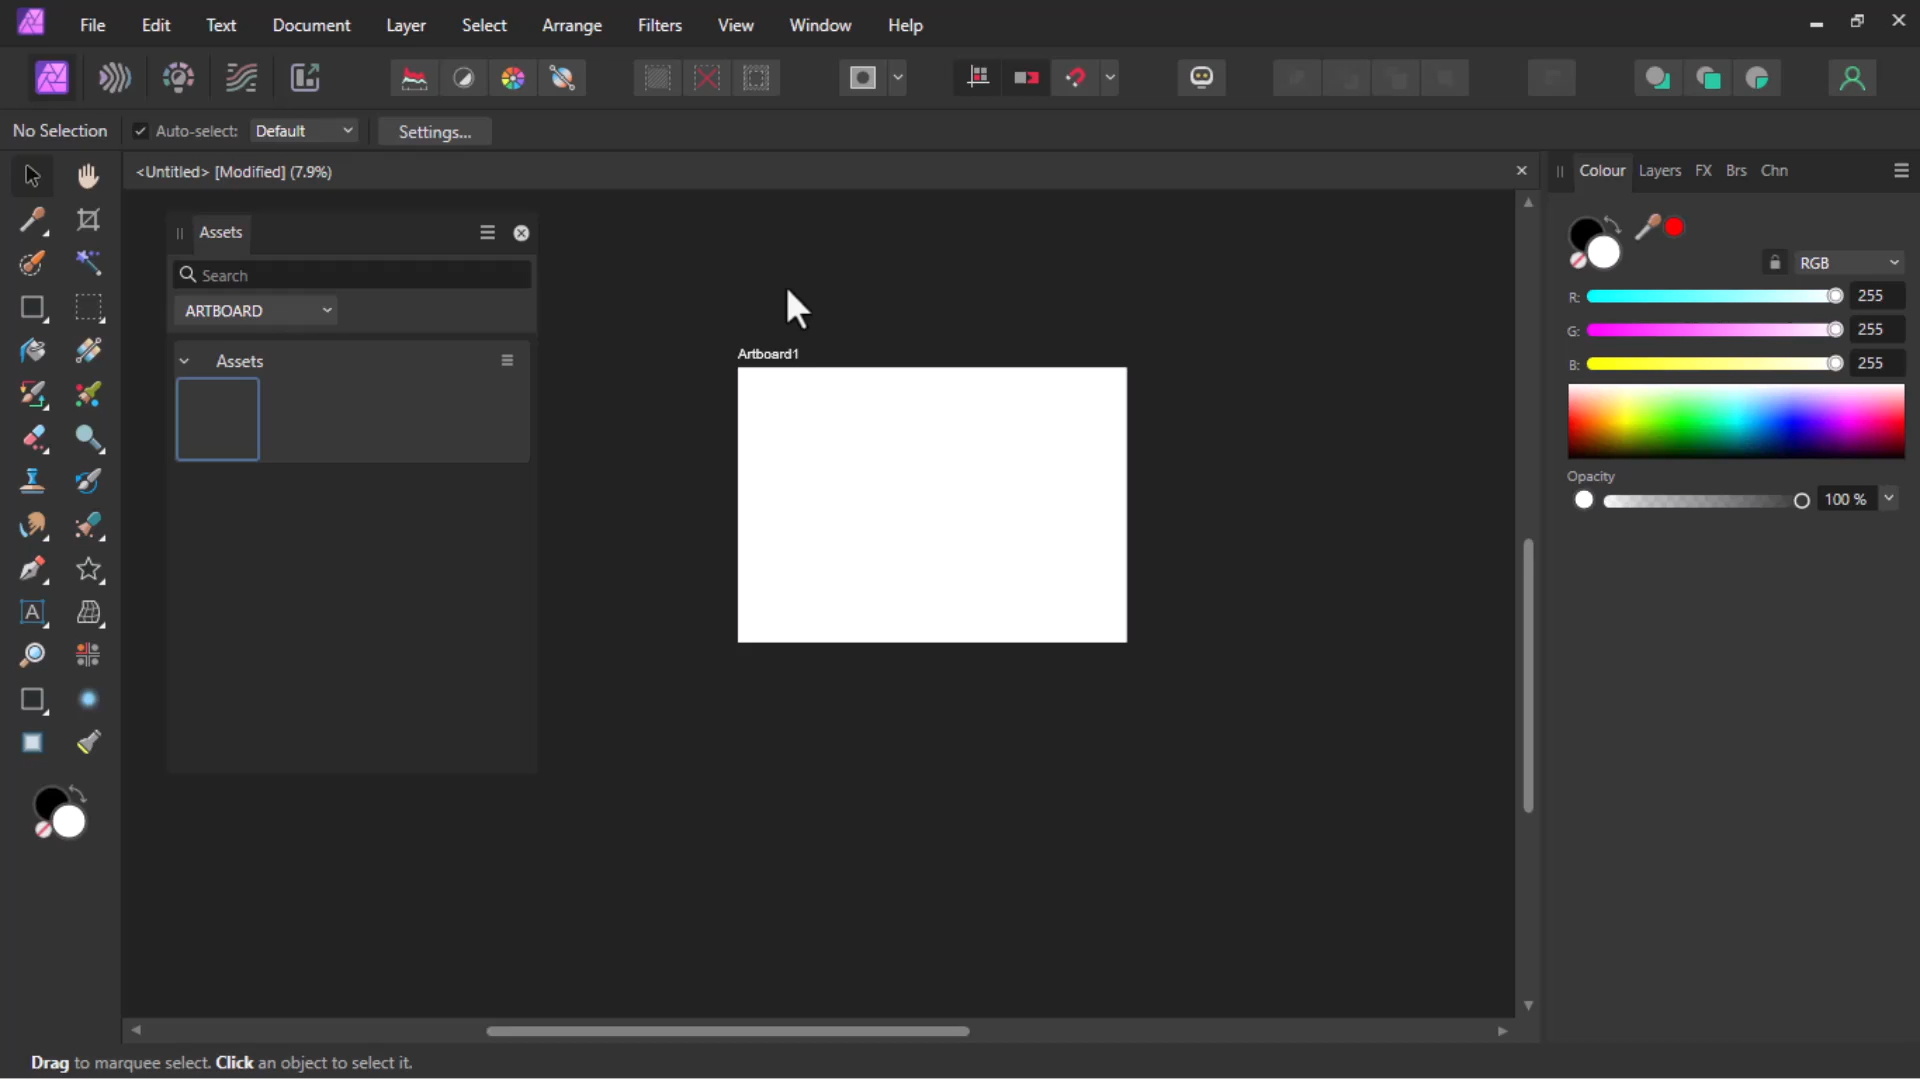 File Edit Text Document Layer Select Arrange Filters View Window Help
No Selection Auto-select: Default Settings...
<Untitled> [Modified] (7.9%)
Colour Layers FX Brs Chn
Assets
Search
RGB
ARTBOARD
R: 255
G: 255
Artboard1
Assets
B: 255
Opacity
100 %
A
Drag to marquee select. Click an object to select it.